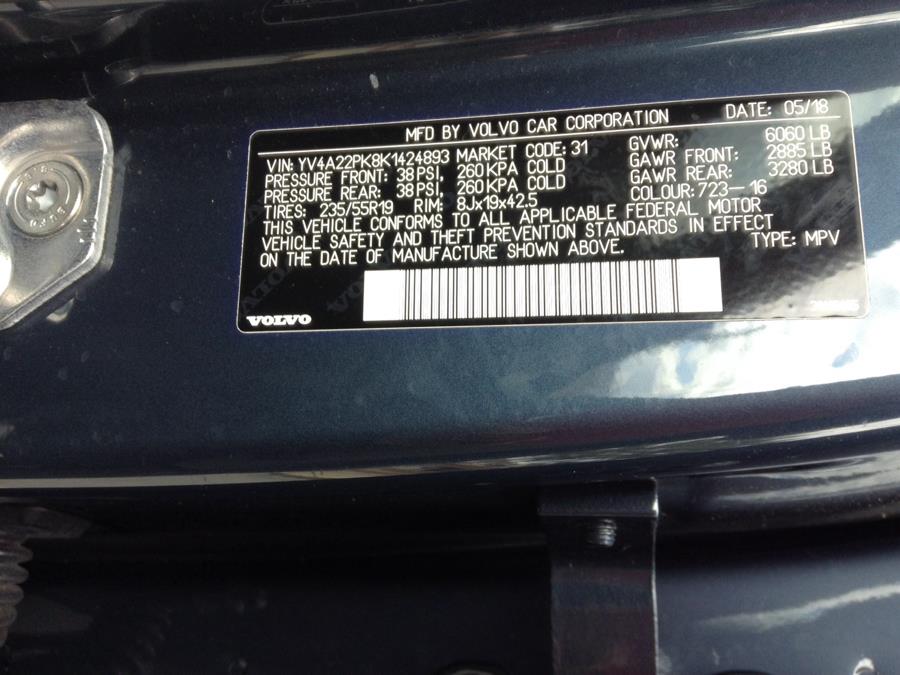 MFD BY VOLVO CAR CORPORATION DATE: 05/18
VIN: YV4A22PK8K1424893 MARKET CODE: 31 GVWR: 6060 LB
PRESSURE FRONT: 38 PSI, 260 KPA COLD GAWR FRONT: 2885 LB
PRESSURE REAR: 38 PSI, 260 KPA COLD GAWR REAR: 3280 LB
TIRES: 235/55R19 RIM: 8Jx19x42.5 COLOUR: 723-16
THIS VEHICLE CONFORMS TO ALL APPLICABLE FEDERAL MOTOR
VEHICLE SAFETY AND THEFT PREVENTION STANDARDS IN EFFECT
ON THE DATE OF MANUFACTURE SHOWN ABOVE. TYPE: MPV
VOLVO